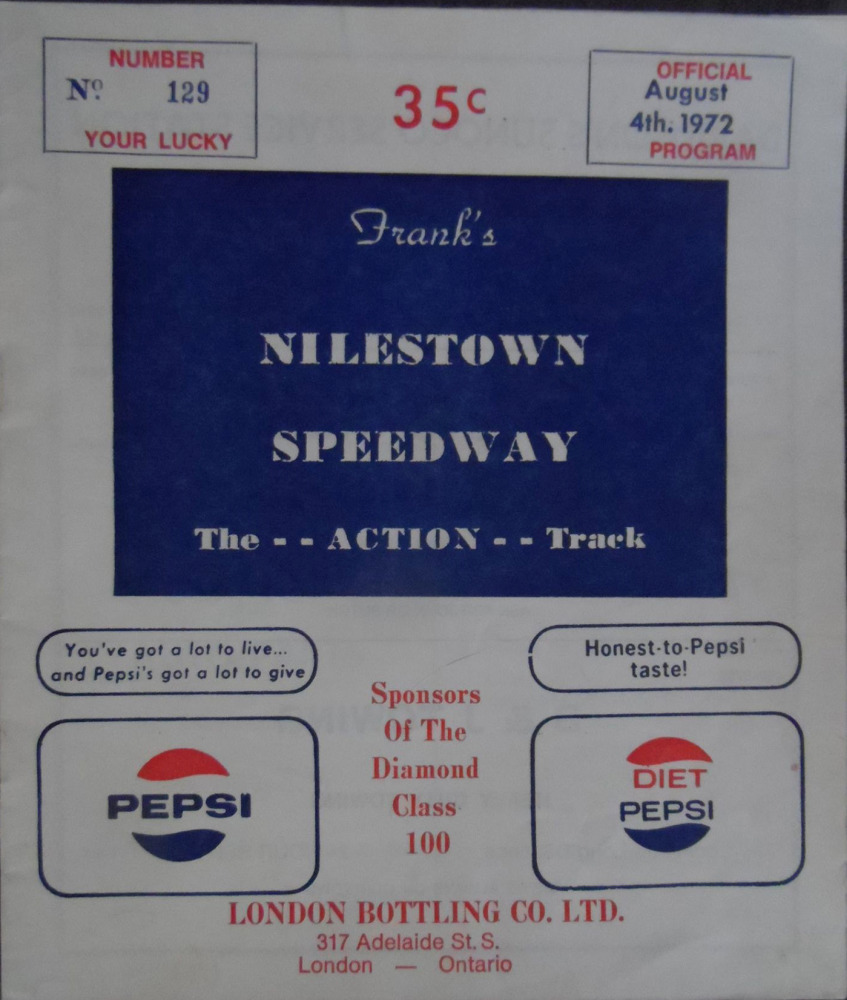 NUMBER
Nº 129
YOUR LUCKY
35¢
OFFICIAL
August
4th. 1972
PROGRAM
Frank's
NILESTOWN
SPEEDWAY
The - - ACTION - - Track
You've got a lot to live...
and Pepsi's got a lot to give
Honest-to-Pepsi
taste!
PEPSI
Sponsors
Of The
Diamond
Class
100
DIET
PEPSI
LONDON BOTTLING CO. LTD.
317 Adelaide St. S.
London — Ontario